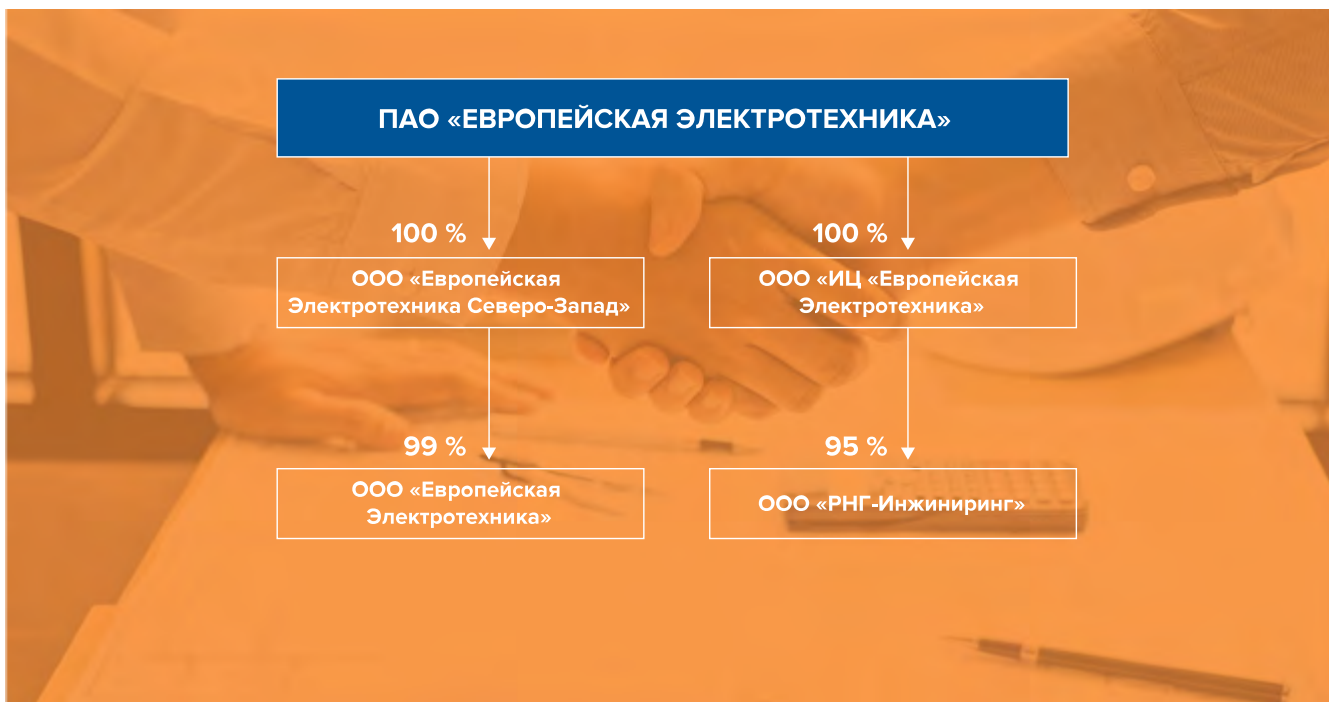 ПАО «ЕВРОПЕЙСКАЯ ЭЛЕКТРОТЕХНИКА»
100 %
100 %
ООО «Европейская
Электротехника Северо-Запад»
ООО «ИЦ «Европейская
Электротехника»
99 %
95 %
ООО «Европейская
Электротехника»
ООО «РНГ-Инжиниринг»